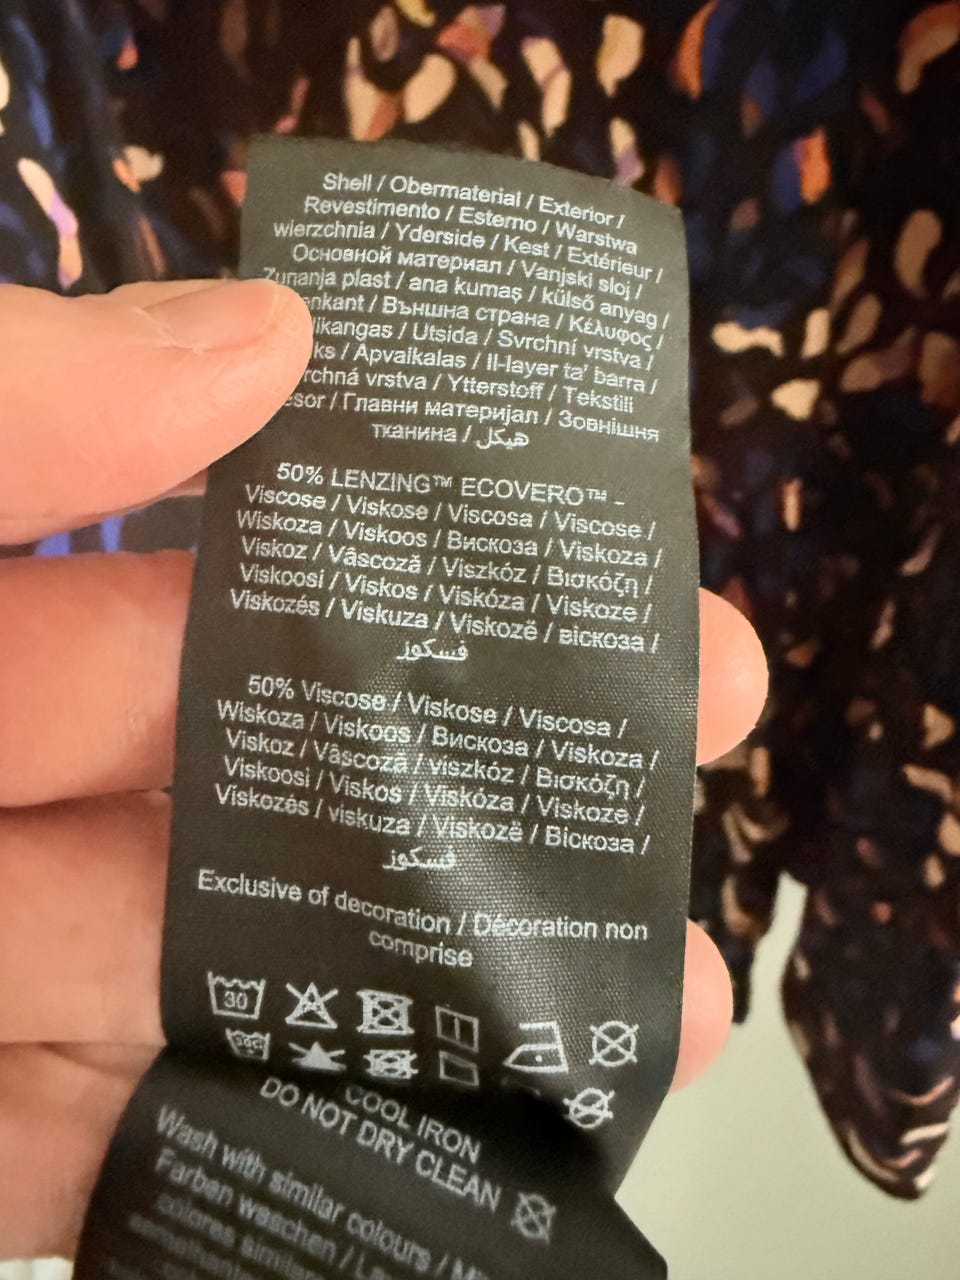 Shell / Obermaterial / Exterior /
Revestimento / Esterno / Warstwa
wierzchnia / Yderside / Kest / Extérieur /
Основной материал / Vanjski sloj /
Zunanja plast / ana kumaş / külső anyag /
/ Външна страна / Κέλυφος /
/ Utsida / Svrchní vrstva /
/ Apvalkalas / Il-layer ta' barra /
vrstva / Ytterstoff / Tekstili
/ Главни материјал / Зовнішня
тканина / هيكل
50% LENZING™ ECOVERO™ –
Viscose / Viskose / Viscosa / Viscose /
Wiskoza / Viskoos / Вискоза / Viskoza /
Viskoz / Vâscoză / Viszkóz / Βισκόζη /
Viskoosi / Viskos / Viskóza / Viskoze /
Viskozės / Viskuza / Viskozë / віскоза /
فسكوز
50% Viscose / Viskose / Viscosa /
Wiskoza / Viskoos / Вискоза / Viskoza /
Viskoz / Vâscoză / viszkóz / Βισκόζη /
Viskoosi / Viskos / Viskóza / Viskoze /
Viskozės / viskuza / Viskozë / Віскоза /
فسكوز
Exclusive of decoration / Décoration non
comprise
30
COOL IRON
DO NOT DRY CLEAN
Wash with similar colours /
Farben waschen /
colores